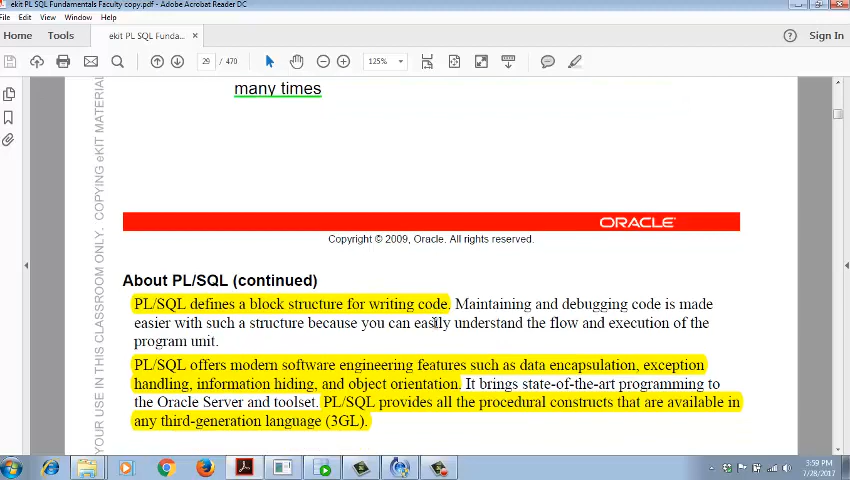 ekit PL SQL Fundamentals Faculty copy.pdf - Adobe Acrobat Reader DC
File Edit View Window Help
Home Tools ekit PL SQL Funda... × ? Sign In
29 / 470 125%
many times
ORACLE
Copyright © 2009, Oracle. All rights reserved.
About PL/SQL (continued)
PL/SQL defines a block structure for writing code. Maintaining and debugging code is made
easier with such a structure because you can easily understand the flow and execution of the
program unit.
PL/SQL offers modern software engineering features such as data encapsulation, exception
handling, information hiding, and object orientation. It brings state-of-the-art programming to
the Oracle Server and toolset. PL/SQL provides all the procedural constructs that are available in
any third-generation language (3GL).
YOUR USE IN THIS CLASSROOM ONLY. COPYING eKIT MATERIAL
3:59 PM
7/28/2017